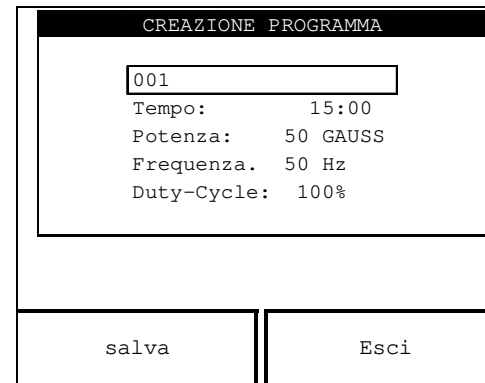 CREAZIONE PROGRAMMA
001
Tempo: 15:00
Potenza: 50 GAUSS
Frequenza. 50 Hz
Duty-Cycle: 100%
salva Esci